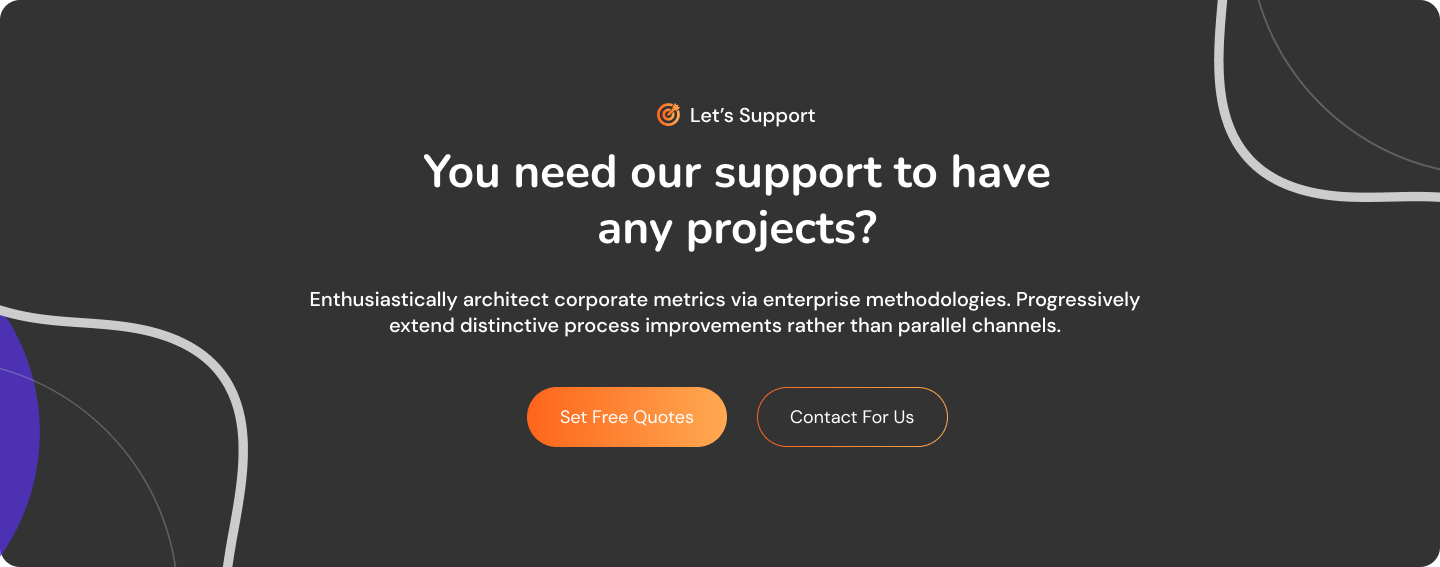 Let’s Support
You need our support to have
any projects?
Enthusiastically architect corporate metrics via enterprise methodologies. Progressively
extend distinctive process improvements rather than parallel channels.
Set Free Quotes
Contact For Us